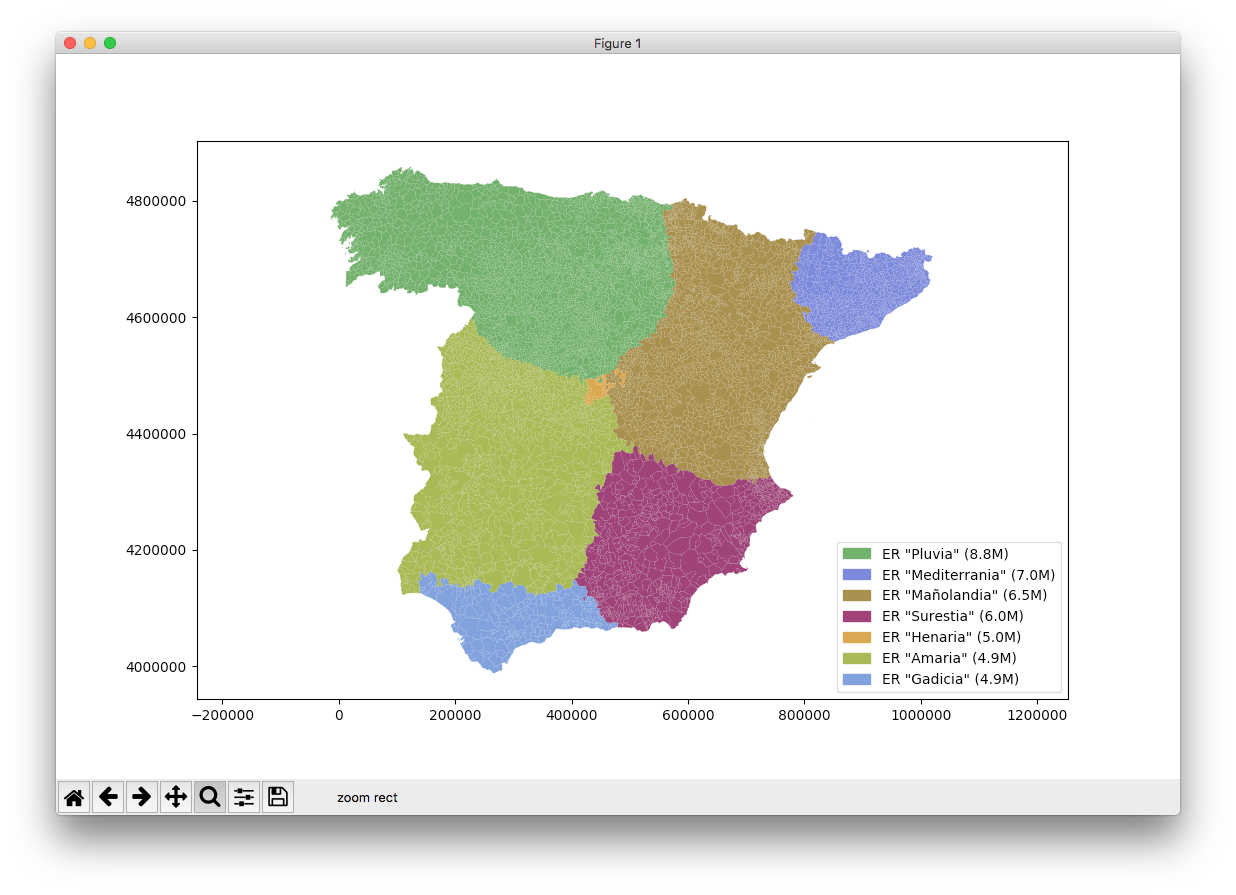 Figure 1
4800000
4600000
4400000
4200000
4000000
ER "Pluvia" (8.8M)
ER "Mediterrania" (7.0M)
ER "Mañolandia" (6.5M)
ER "Surestia" (6.0M)
ER "Henaria" (5.0M)
ER "Amaria" (4.9M)
ER "Gadicia" (4.9M)
−200000 0 200000 400000 600000 800000 1000000 1200000
zoom rect